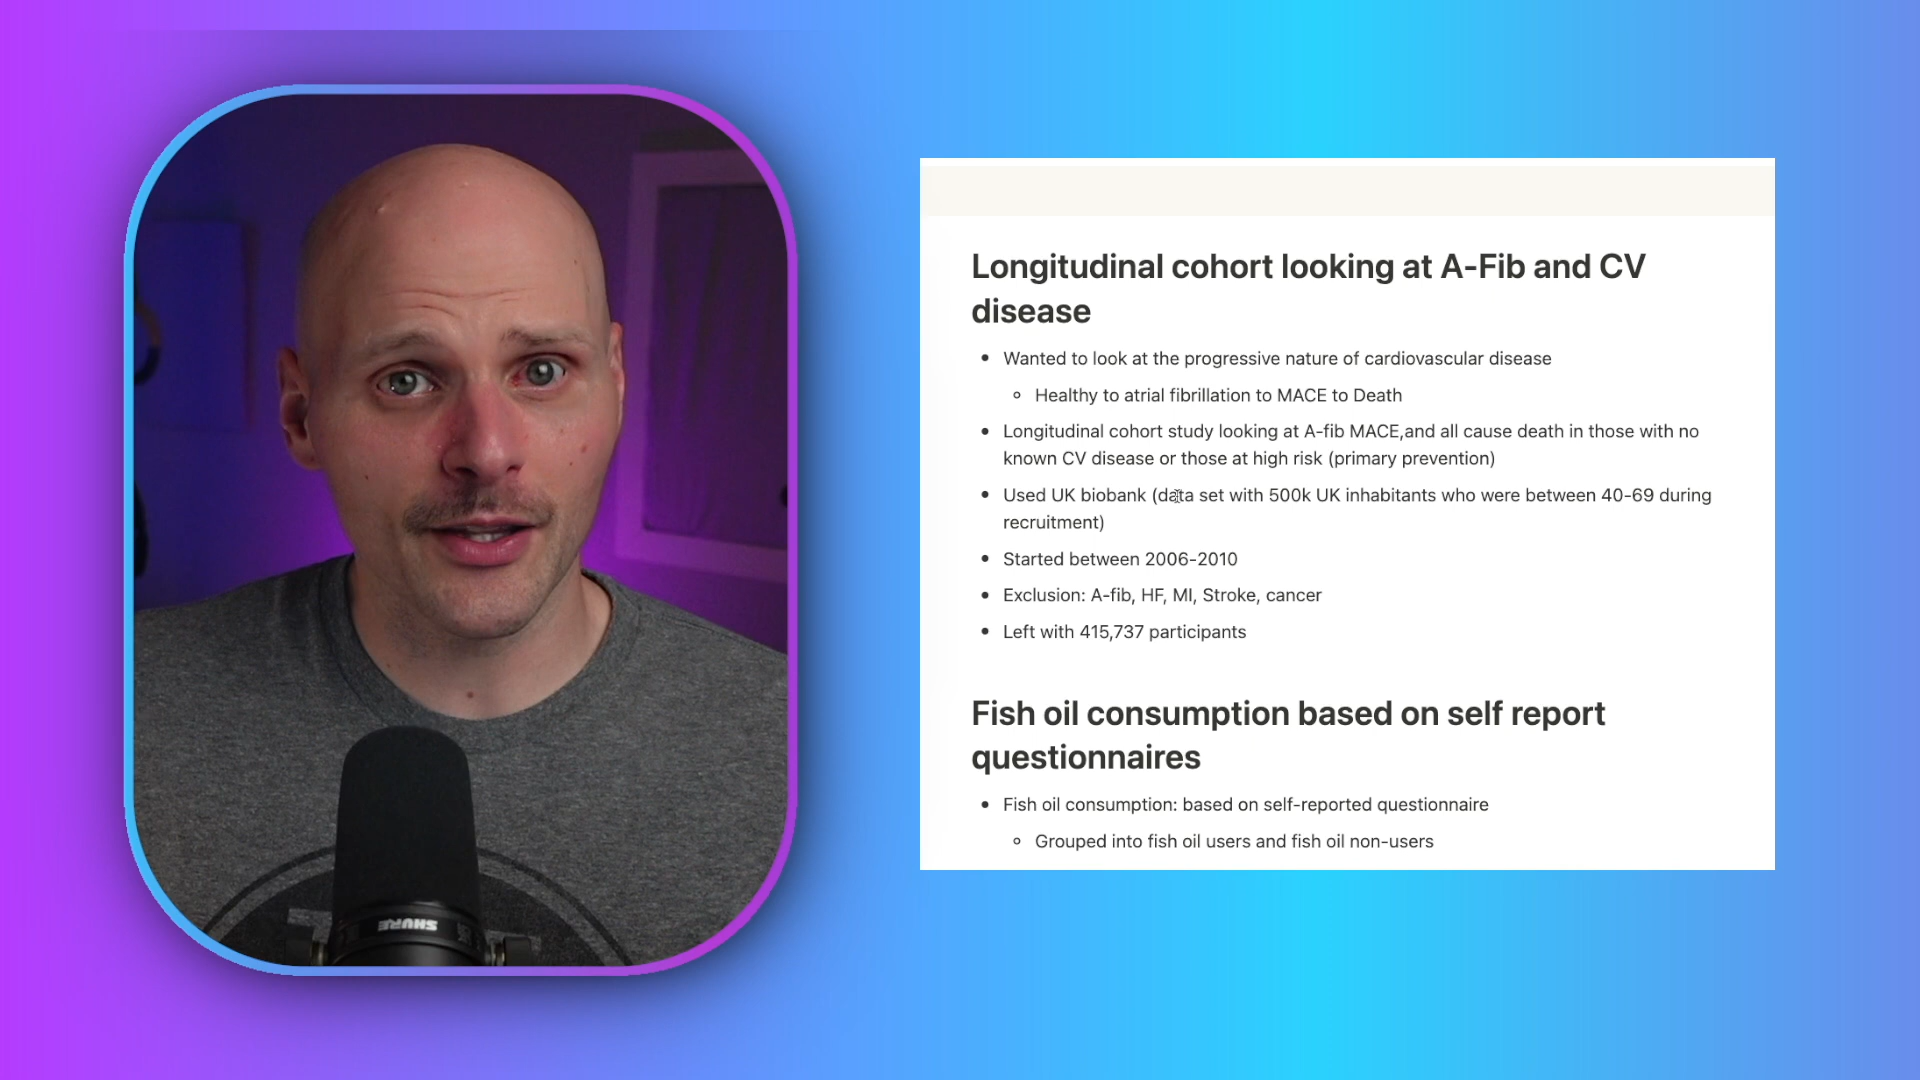 Longitudinal cohort looking at A-Fib and CV
disease
• Wanted to look at the progressive nature of cardiovascular disease
◦ Healthy to atrial fibrillation to MACE to Death
• Longitudinal cohort study looking at A-fib MACE,and all cause death in those with no
known CV disease or those at high risk (primary prevention)
• Used UK biobank (data set with 500k UK inhabitants who were between 40-69 during
recruitment)
• Started between 2006-2010
• Exclusion: A-fib, HF, MI, Stroke, cancer
• Left with 415,737 participants
Fish oil consumption based on self report
questionnaires
• Fish oil consumption: based on self-reported questionnaire
◦ Grouped into fish oil users and fish oil non-users
SHURE